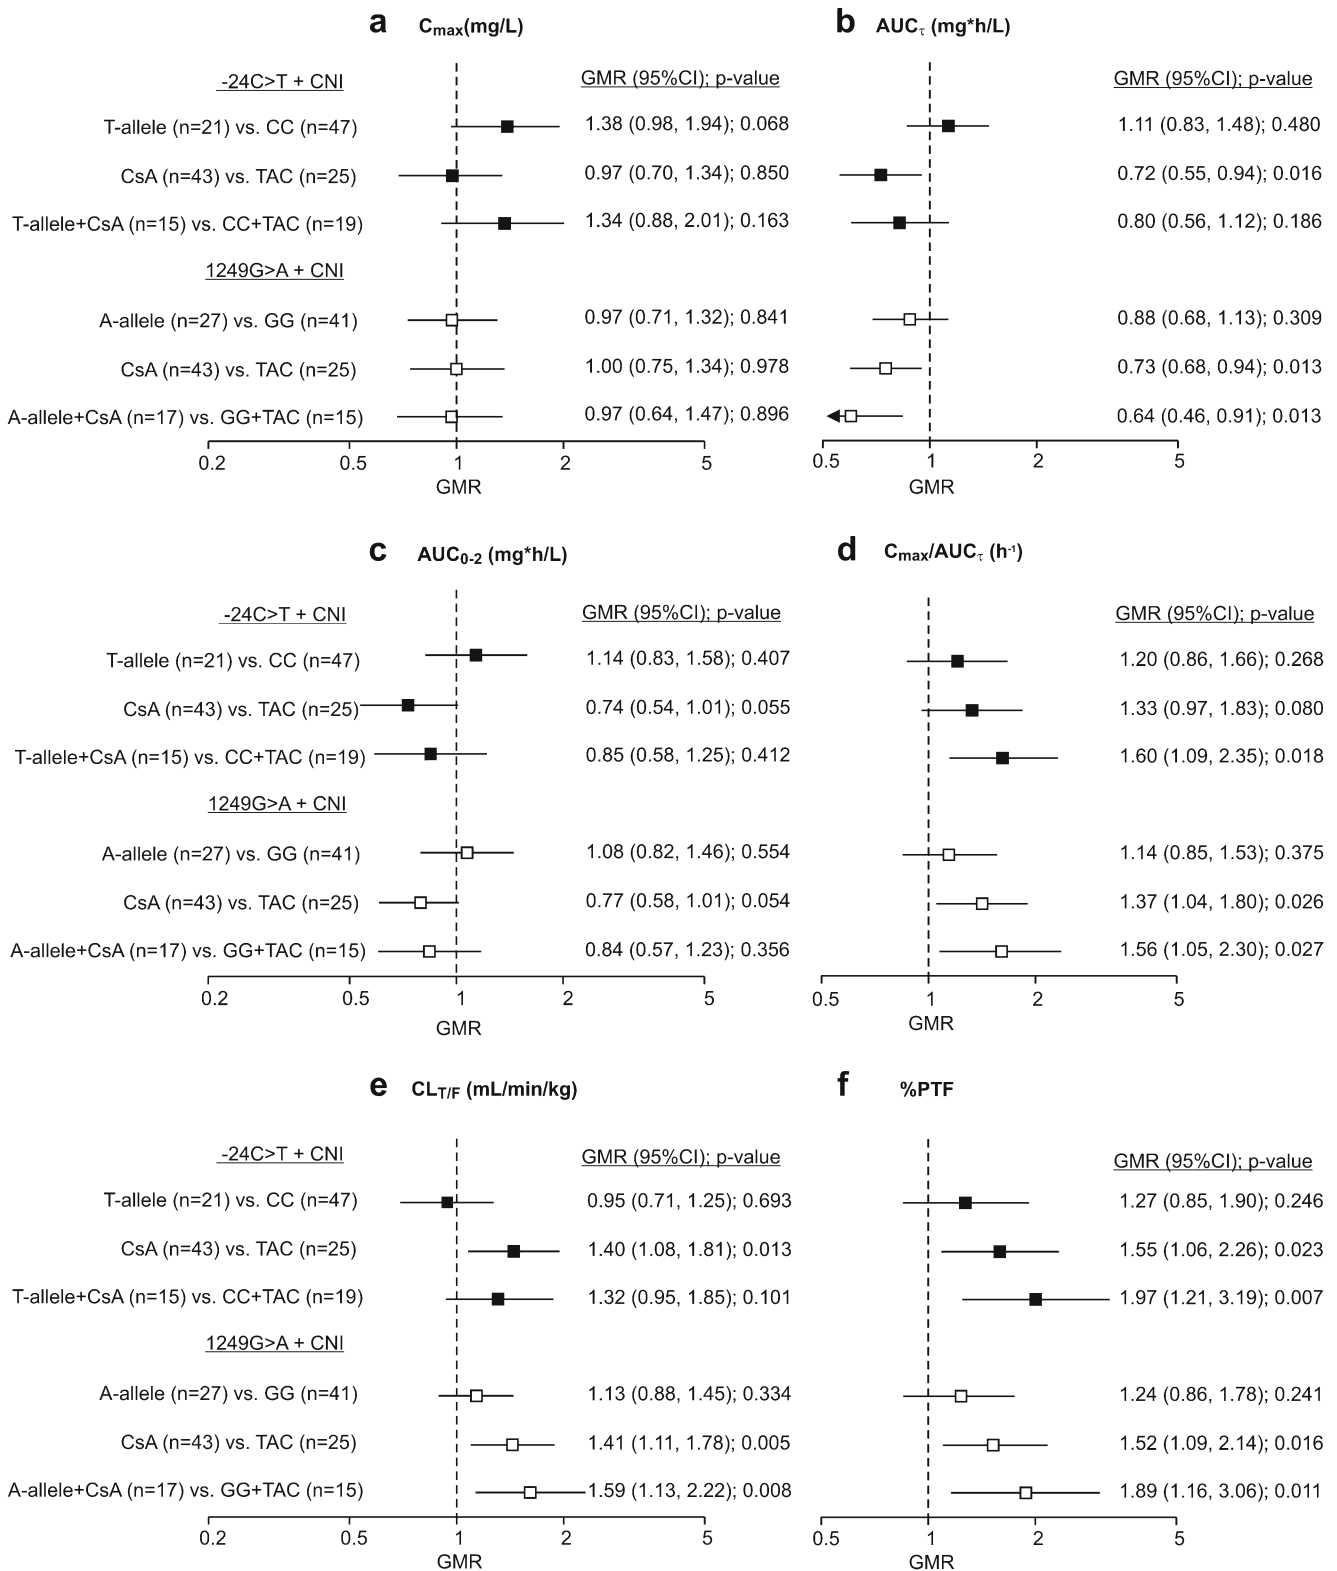 a C_max(mg/L)
-24C>T + CNI GMR (95%CI); p-value
T-allele (n=21) vs. CC (n=47) 1.38 (0.98, 1.94); 0.068
CsA (n=43) vs. TAC (n=25) 0.97 (0.70, 1.34); 0.850
T-allele+CsA (n=15) vs. CC+TAC (n=19) 1.34 (0.88, 2.01); 0.163
1249G>A + CNI
A-allele (n=27) vs. GG (n=41) 0.97 (0.71, 1.32); 0.841
CsA (n=43) vs. TAC (n=25) 1.00 (0.75, 1.34); 0.978
A-allele+CsA (n=17) vs. GG+TAC (n=15) 0.97 (0.64, 1.47); 0.896
0.2 0.5 1 2 5
GMR
b AUC_τ (mg*h/L)
GMR (95%CI); p-value
1.11 (0.83, 1.48); 0.480
0.72 (0.55, 0.94); 0.016
0.80 (0.56, 1.12); 0.186
0.88 (0.68, 1.13); 0.309
0.73 (0.68, 0.94); 0.013
0.64 (0.46, 0.91); 0.013
0.5 1 2 5
GMR
c AUC_0-2 (mg*h/L)
-24C>T + CNI GMR (95%CI); p-value
T-allele (n=21) vs. CC (n=47) 1.14 (0.83, 1.58); 0.407
CsA (n=43) vs. TAC (n=25) 0.74 (0.54, 1.01); 0.055
T-allele+CsA (n=15) vs. CC+TAC (n=19) 0.85 (0.58, 1.25); 0.412
1249G>A + CNI
A-allele (n=27) vs. GG (n=41) 1.08 (0.82, 1.46); 0.554
CsA (n=43) vs. TAC (n=25) 0.77 (0.58, 1.01); 0.054
A-allele+CsA (n=17) vs. GG+TAC (n=15) 0.84 (0.57, 1.23); 0.356
0.2 0.5 1 2 5
GMR
d C_max/AUC_τ (h⁻¹)
GMR (95%CI); p-value
1.20 (0.86, 1.66); 0.268
1.33 (0.97, 1.83); 0.080
1.60 (1.09, 2.35); 0.018
1.14 (0.85, 1.53); 0.375
1.37 (1.04, 1.80); 0.026
1.56 (1.05, 2.30); 0.027
0.5 1 2 5
GMR
e CL_T/F (mL/min/kg)
-24C>T + CNI GMR (95%CI); p-value
T-allele (n=21) vs. CC (n=47) 0.95 (0.71, 1.25); 0.693
CsA (n=43) vs. TAC (n=25) 1.40 (1.08, 1.81); 0.013
T-allele+CsA (n=15) vs. CC+TAC (n=19) 1.32 (0.95, 1.85); 0.101
1249G>A + CNI
A-allele (n=27) vs. GG (n=41) 1.13 (0.88, 1.45); 0.334
CsA (n=43) vs. TAC (n=25) 1.41 (1.11, 1.78); 0.005
A-allele+CsA (n=17) vs. GG+TAC (n=15) 1.59 (1.13, 2.22); 0.008
0.2 0.5 1 2 5
GMR
f %PTF
GMR (95%CI); p-value
1.27 (0.85, 1.90); 0.246
1.55 (1.06, 2.26); 0.023
1.97 (1.21, 3.19); 0.007
1.24 (0.86, 1.78); 0.241
1.52 (1.09, 2.14); 0.016
1.89 (1.16, 3.06); 0.011
0.5 1 2 5
GMR